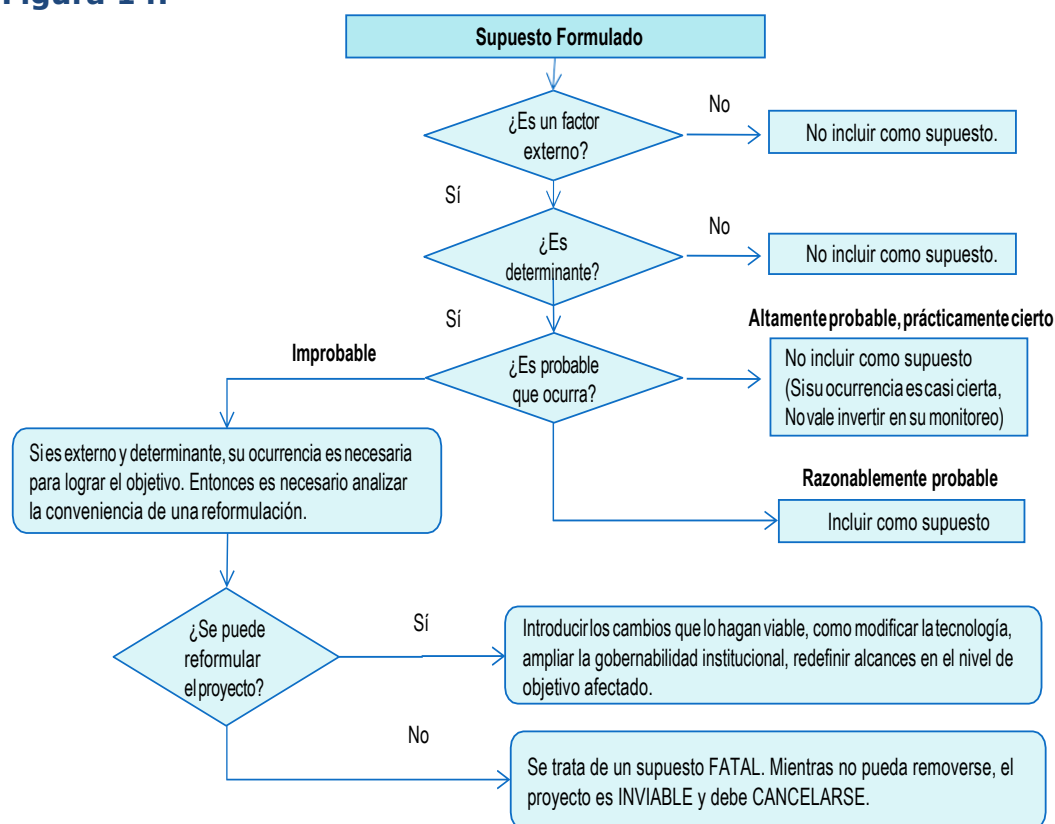 Supuesto Formulado
¿Es un factor
externo?
No
No incluir como supuesto.
Sí
¿Es
determinante?
No
No incluir como supuesto.
Sí
Altamente probable, prácticamente cierto
Improbable
¿Es probable
que ocurra?
No incluir como supuesto
(Si su ocurrencia es casi cierta,
No vale invertir en su monitoreo)
Si es externo y determinante, su ocurrencia es necesaria
para lograr el objetivo. Entonces es necesario analizar
la conveniencia de una reformulación.
Razonablemente probable
Incluir como supuesto
¿Se puede
reformular
el proyecto?
Sí
Introducir los cambios que lo hagan viable, como modificar la tecnología,
ampliar la gobernabilidad institucional, redefinir alcances en el nivel de
objetivo afectado.
No
Se trata de un supuesto FATAL. Mientras no pueda removerse, el
proyecto es INVIABLE y debe CANCELARSE.